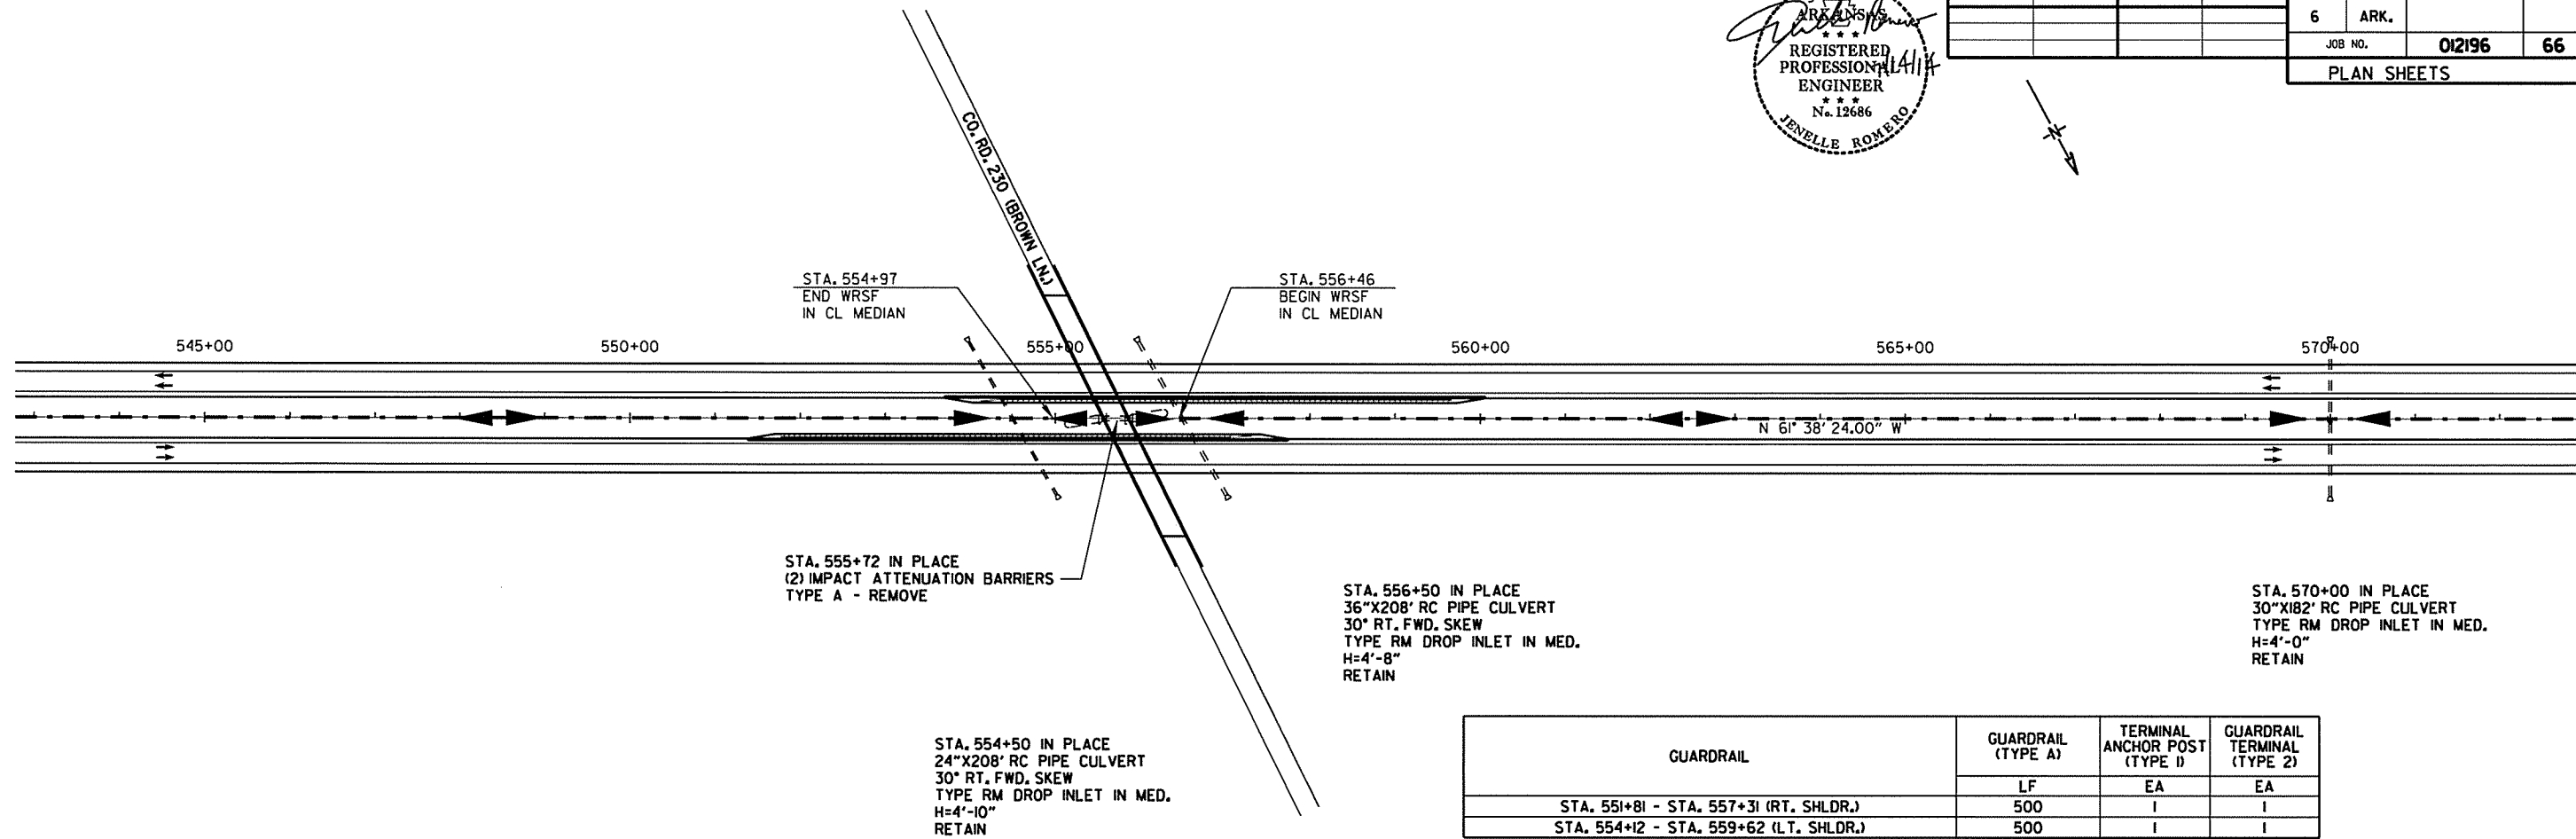 ARKANSAS
★ ★ ★
REGISTERED
PROFESSIONAL
ENGINEER
★ ★ ★
No. 12686
JENELLE ROMERO
6 ARK.
JOB NO. 012196 66
PLAN SHEETS
N
CO. RD. 230 (BROWN LN.)
STA. 554+97
END WRSF
IN CL MEDIAN
STA. 556+46
BEGIN WRSF
IN CL MEDIAN
545+00 550+00 555+00 560+00 565+00 570+00
N 61° 38' 24.00" W
STA. 555+72 IN PLACE
(2) IMPACT ATTENUATION BARRIERS
TYPE A - REMOVE
STA. 556+50 IN PLACE
36"X208' RC PIPE CULVERT
30° RT. FWD. SKEW
TYPE RM DROP INLET IN MED.
H=4'-8"
RETAIN
STA. 570+00 IN PLACE
30"X182' RC PIPE CULVERT
TYPE RM DROP INLET IN MED.
H=4'-0"
RETAIN
STA. 554+50 IN PLACE
24"X208' RC PIPE CULVERT
30° RT. FWD. SKEW
TYPE RM DROP INLET IN MED.
H=4'-10"
RETAIN
GUARDRAIL GUARDRAIL (TYPE A) TERMINAL ANCHOR POST (TYPE 1) GUARDRAIL TERMINAL (TYPE 2)
LF EA EA
STA. 551+81 - STA. 557+31 (RT. SHLDR.) 500 1 1
STA. 554+12 - STA. 559+62 (LT. SHLDR.) 500 1 1